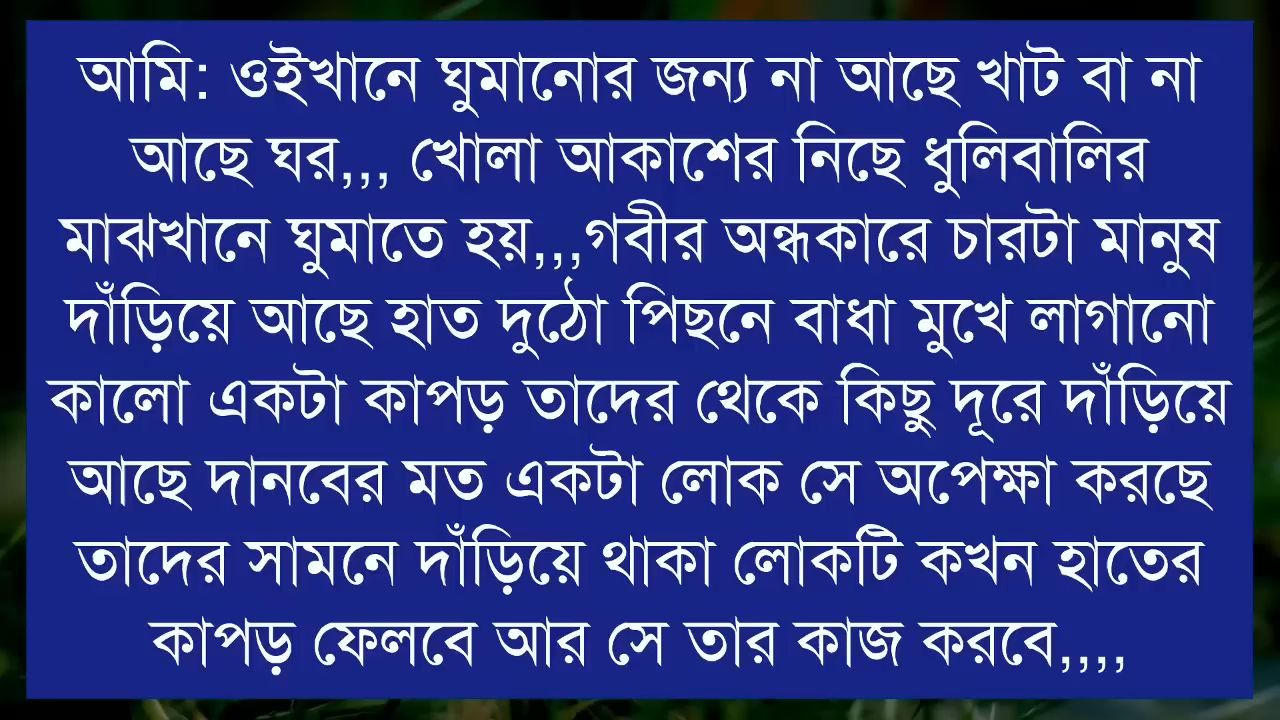 আমি: ওইখানে ঘুমানোর জন্য না আছে খাট বা না
আছে ঘর,,, খোলা আকাশের নিছে ধুলিবালির
মাঝখানে ঘুমাতে হয়,,,গবীর অন্ধকারে চারটা মানুষ
দাঁড়িয়ে আছে হাত দুঠো পিছনে বাধা মুখে লাগানো
কালো একটা কাপড় তাদের থেকে কিছু দূরে দাঁড়িয়ে
আছে দানবের মত একটা লোক সে অপেক্ষা করছে
তাদের সামনে দাঁড়িয়ে থাকা লোকটি কখন হাতের
কাপড় ফেলবে আর সে তার কাজ করবে,,,,